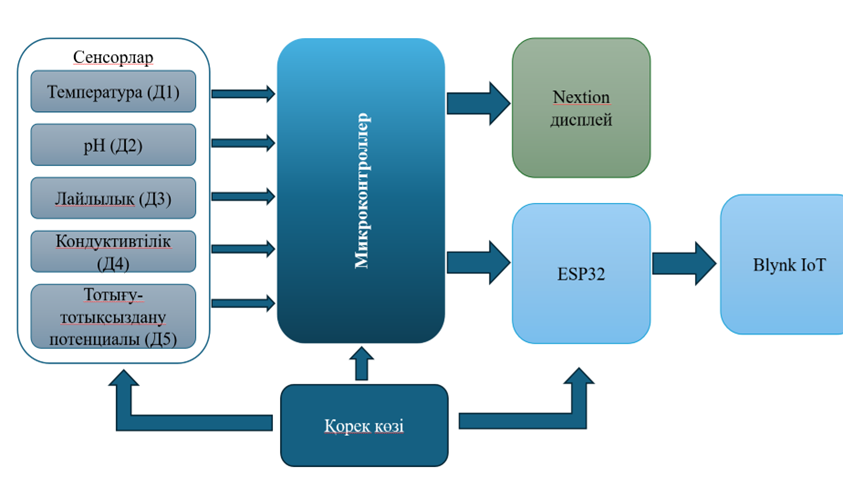 Сенсорлар
Температура (Д1)
pH (Д2)
Лайлылық (Д3)
Кондуктивтілік
(Д4)
Тотығу-
тотықсыздану
потенциалы (Д5)
Микроконтроллер
Nextion
дисплей
ESP32
Blynk IoT
Қорек көзі